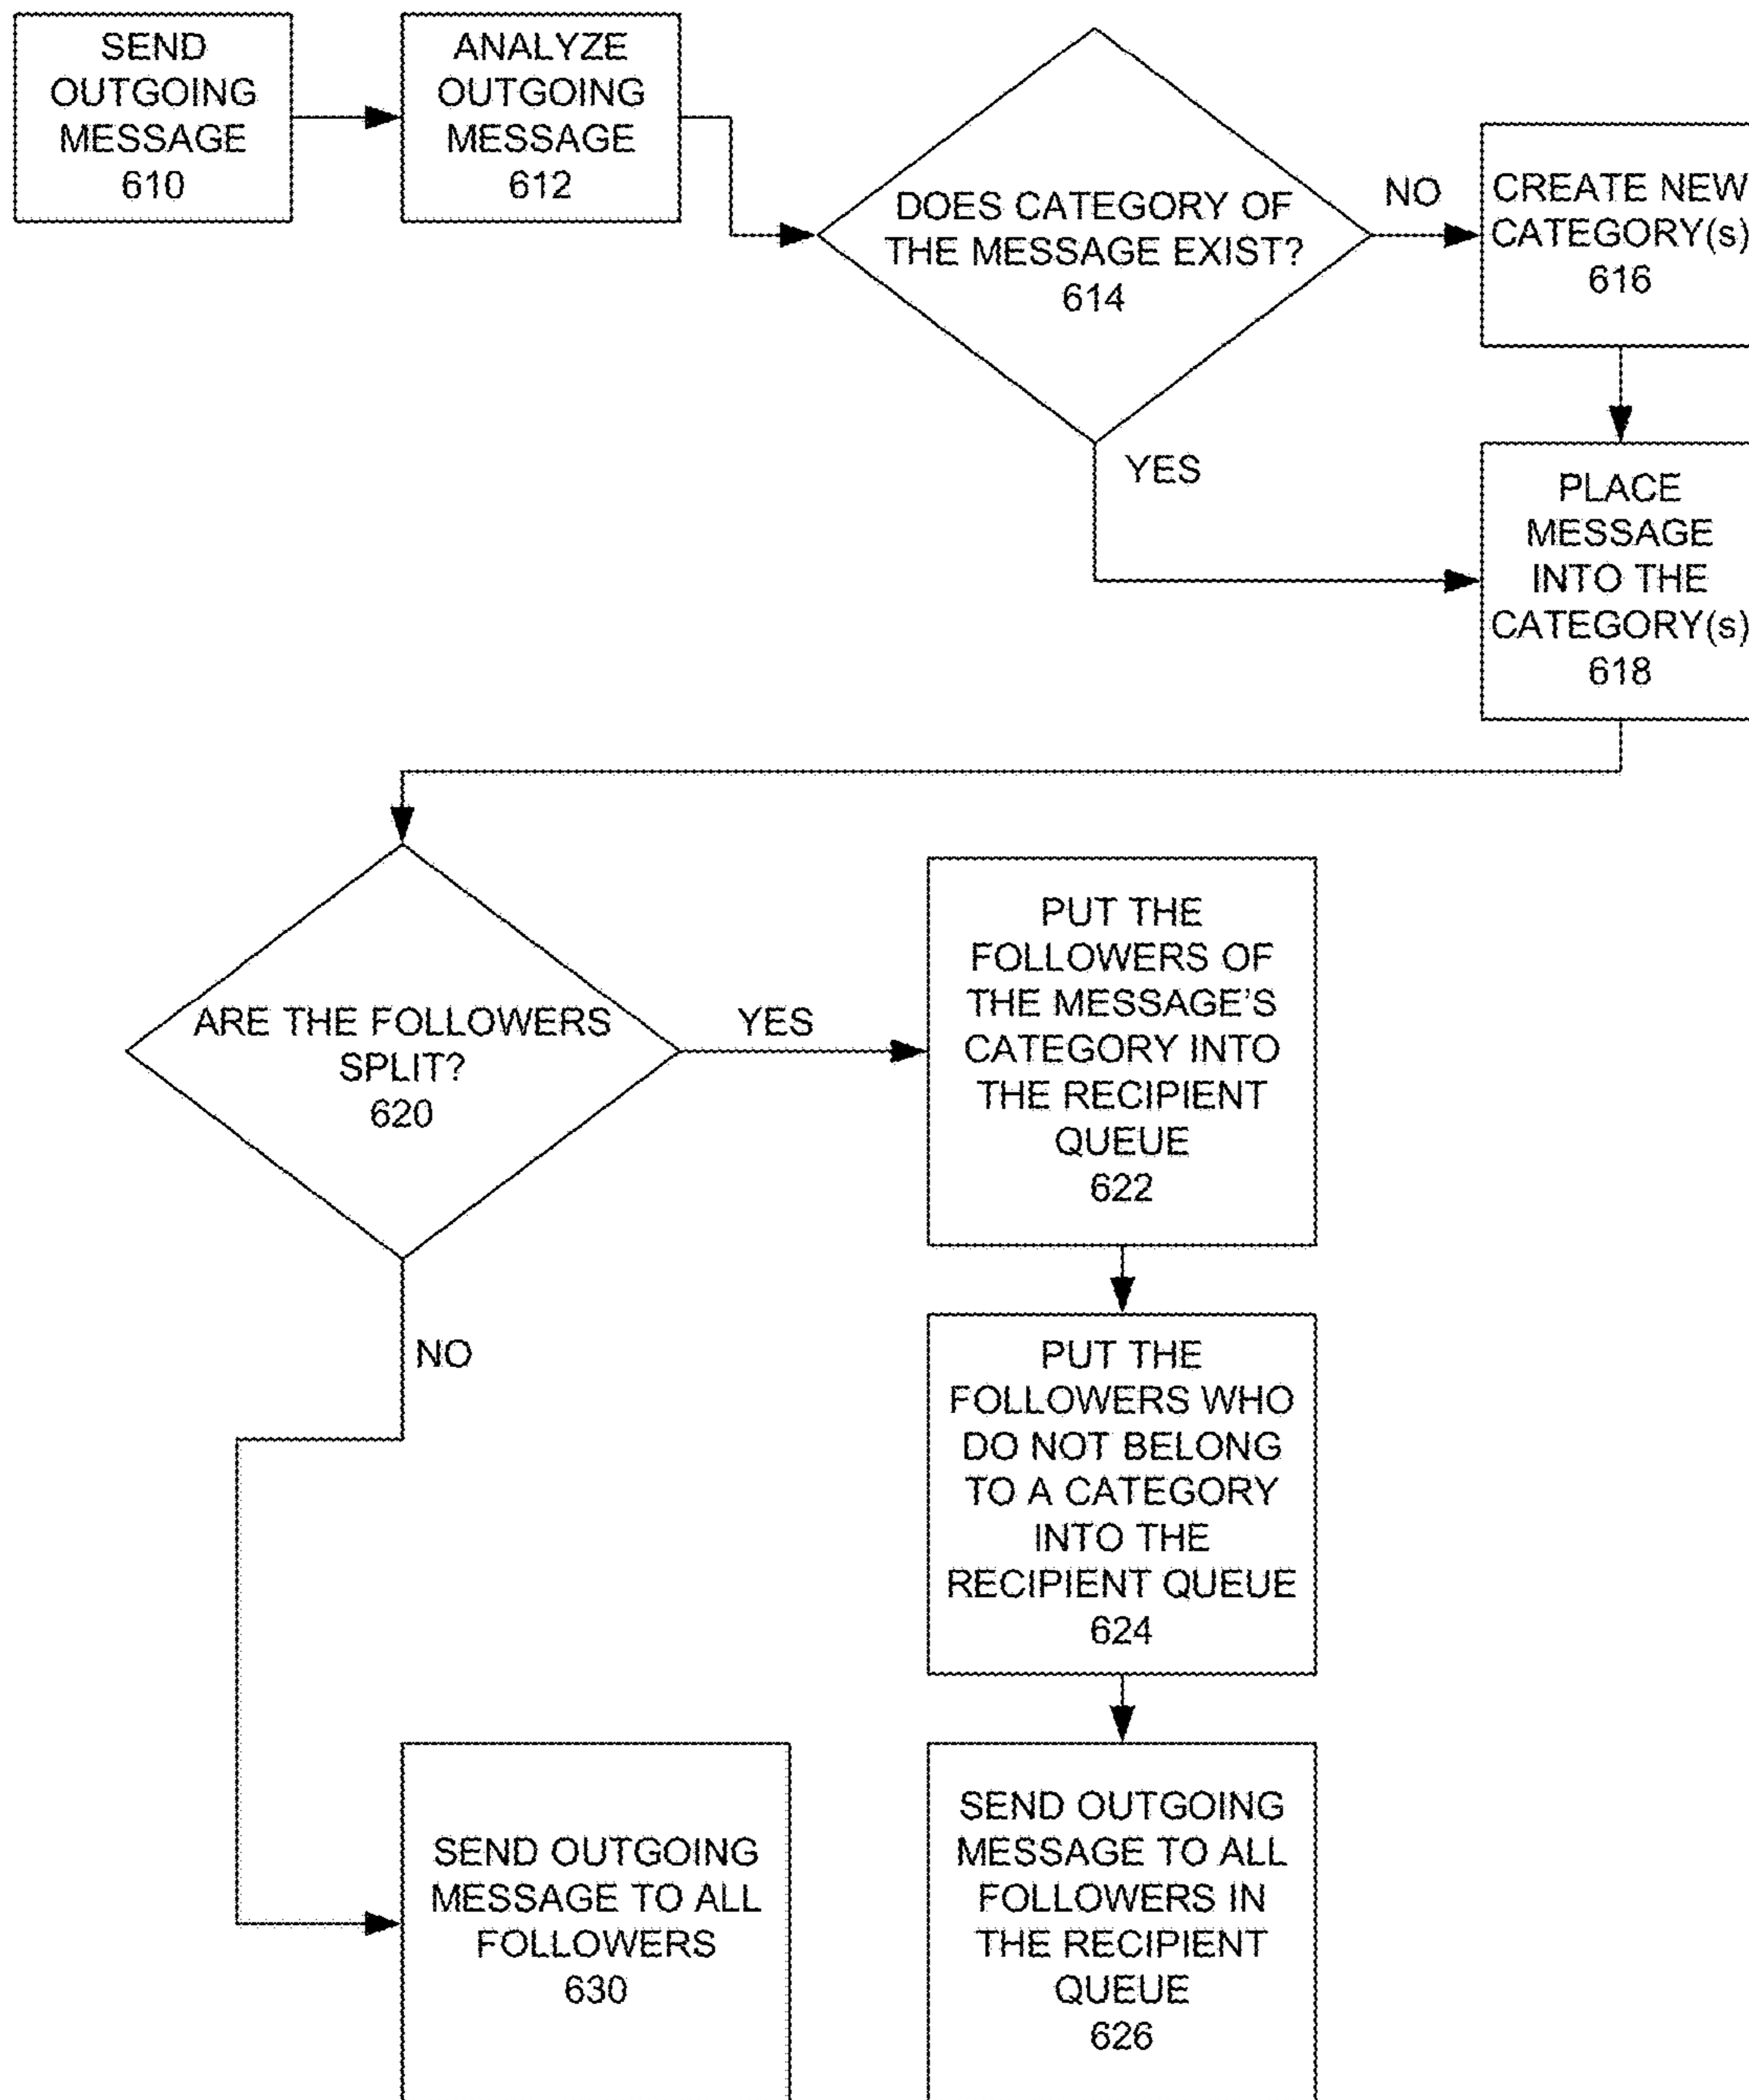 SEND
OUTGOING
MESSAGE
610
ANALYZE
OUTGOING
MESSAGE
612
DOES CATEGORY OF
THE MESSAGE EXIST?
614
NO
CREATE NEW
CATEGORY(s)
616
YES
PLACE
MESSAGE
INTO THE
CATEGORY(s)
618
ARE THE FOLLOWERS
SPLIT?
620
YES
PUT THE
FOLLOWERS OF
THE MESSAGE'S
CATEGORY INTO
THE RECIPIENT
QUEUE
622
NO
PUT THE
FOLLOWERS WHO
DO NOT BELONG
TO A CATEGORY
INTO THE
RECIPIENT QUEUE
624
SEND OUTGOING
MESSAGE TO ALL
FOLLOWERS
630
SEND OUTGOING
MESSAGE TO ALL
FOLLOWERS IN
THE RECIPIENT
QUEUE
626